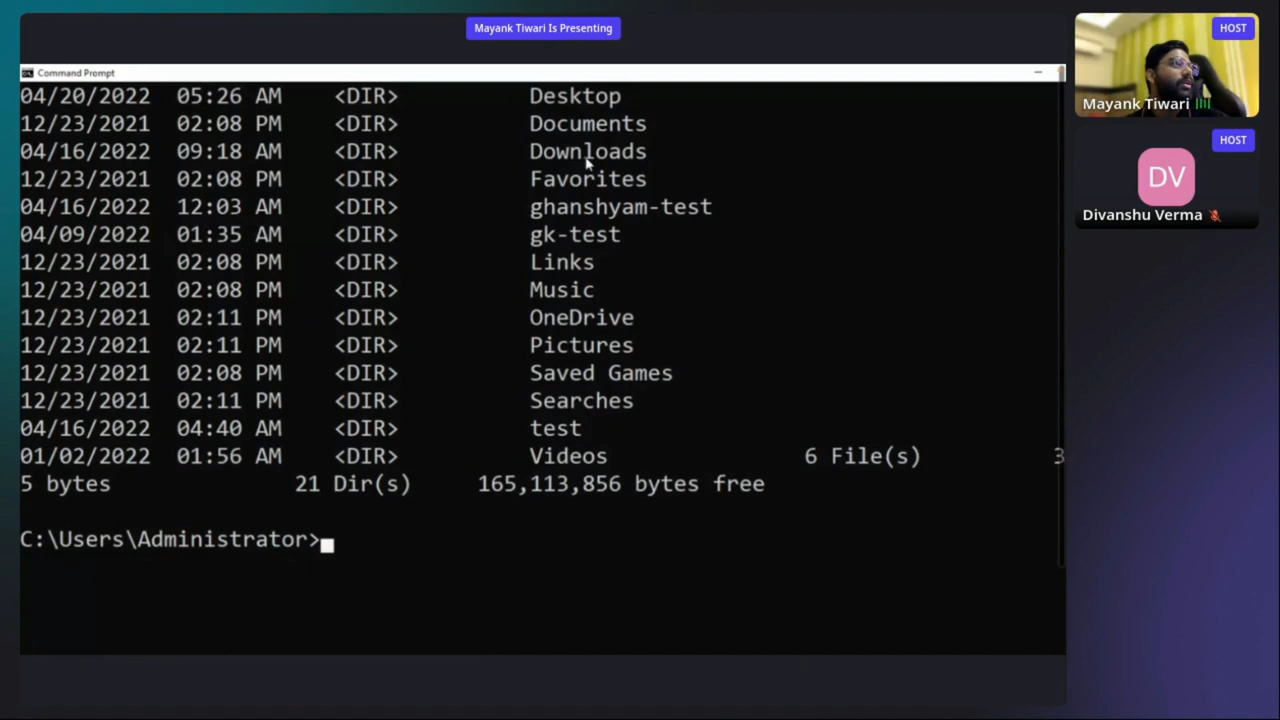 Mayank Tiwari Is Presenting
HOST
Mayank Tiwari
HOST
DV
Divanshu Verma
Command Prompt
04/20/2022 05:26 AM <DIR> Desktop
12/23/2021 02:08 PM <DIR> Documents
04/16/2022 09:18 AM <DIR> Downloads
12/23/2021 02:08 PM <DIR> Favorites
04/16/2022 12:03 AM <DIR> ghanshyam-test
04/09/2022 01:35 AM <DIR> gk-test
12/23/2021 02:08 PM <DIR> Links
12/23/2021 02:08 PM <DIR> Music
12/23/2021 02:11 PM <DIR> OneDrive
12/23/2021 02:11 PM <DIR> Pictures
12/23/2021 02:08 PM <DIR> Saved Games
12/23/2021 02:11 PM <DIR> Searches
04/16/2022 04:40 AM <DIR> test
01/02/2022 01:56 AM <DIR> Videos 6 File(s) 3
5 bytes 21 Dir(s) 165,113,856 bytes free
C:\Users\Administrator>